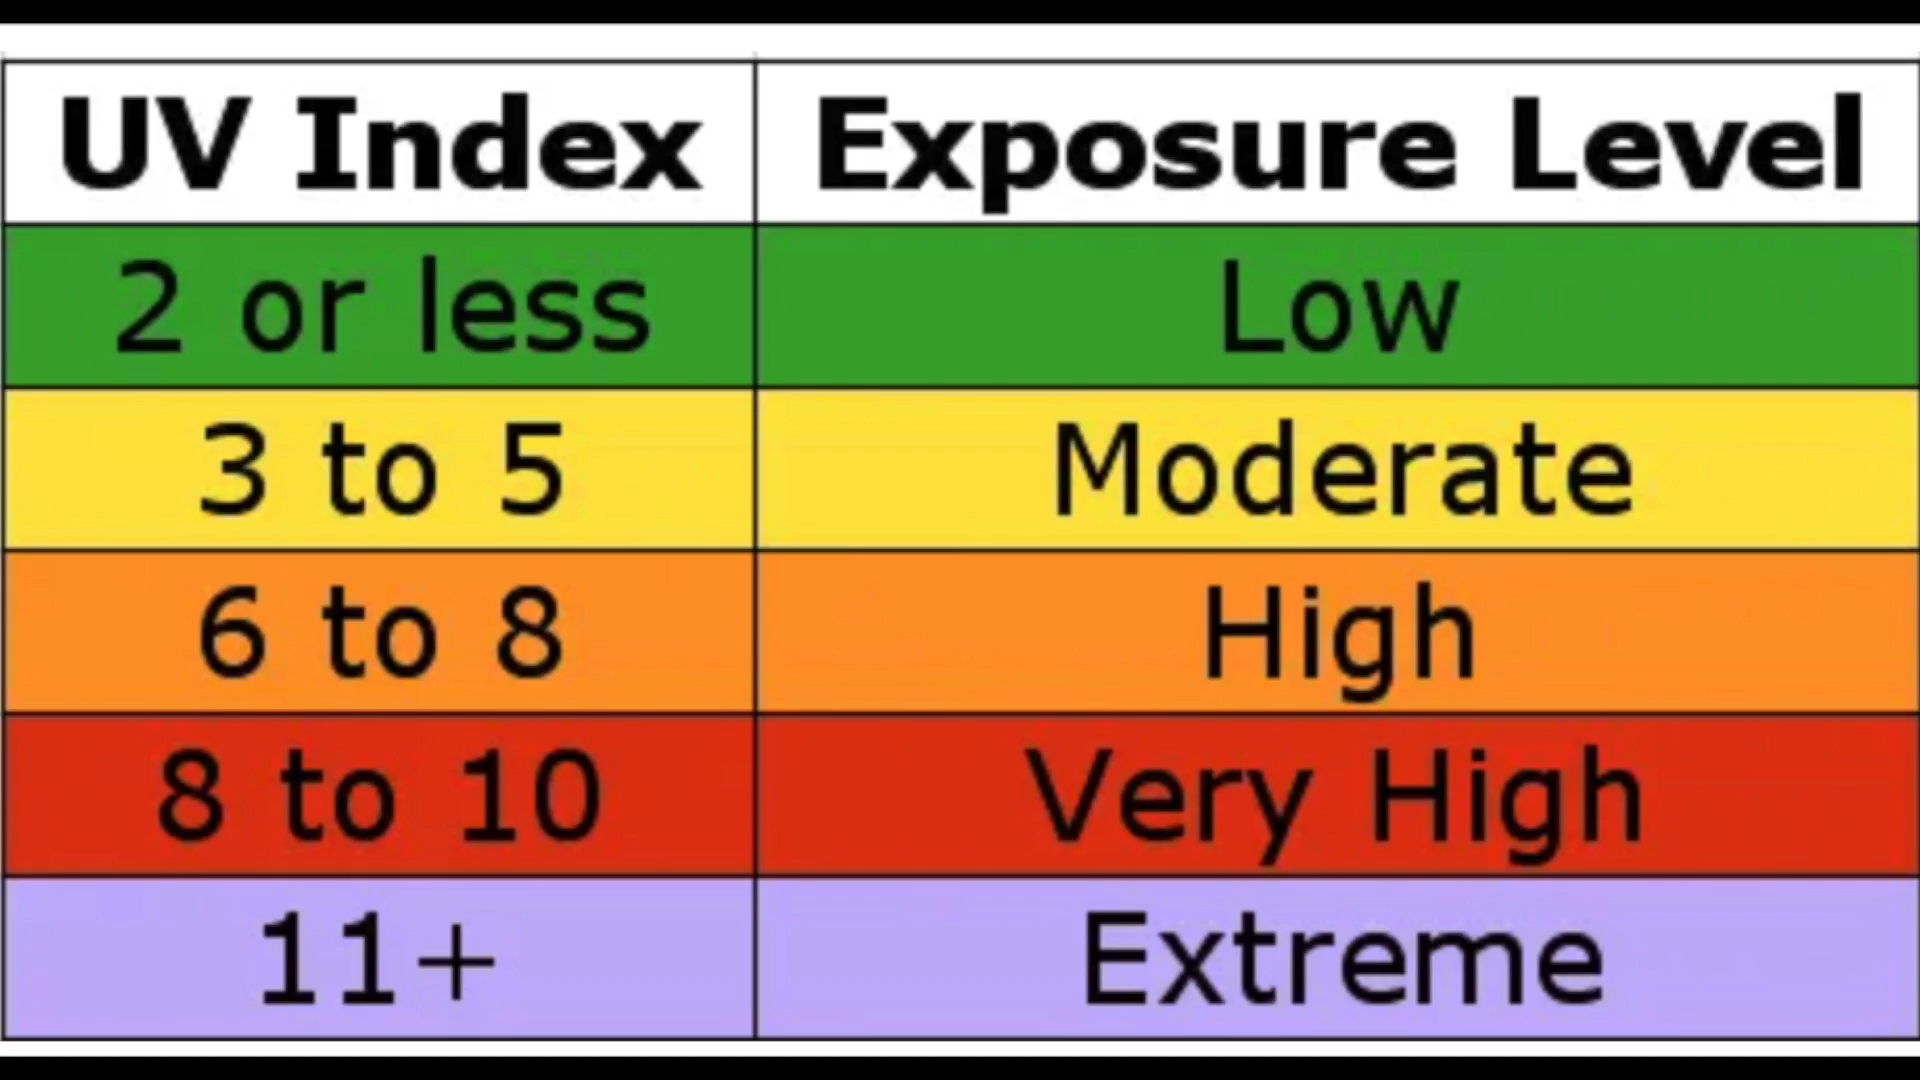 UV Index Exposure Level
2 or less Low
3 to 5 Moderate
6 to 8 High
8 to 10 Very High
11+ Extreme